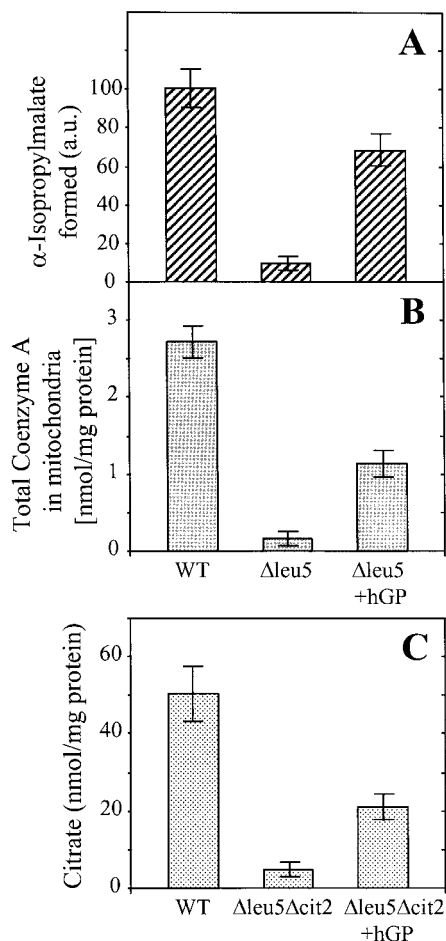 A
α-Isopropylmalate
formed (a.u.)
100
80
60
40
20
0
B
Total Coenzyme A
in mitochondria
[nmol/mg protein]
3
2
1
0
WT
Δleu5
Δleu5
+hGP
C
Citrate (nmol/mg protein)
60
40
20
0
WT
Δleu5Δcit2
Δleu5Δcit2
+hGP